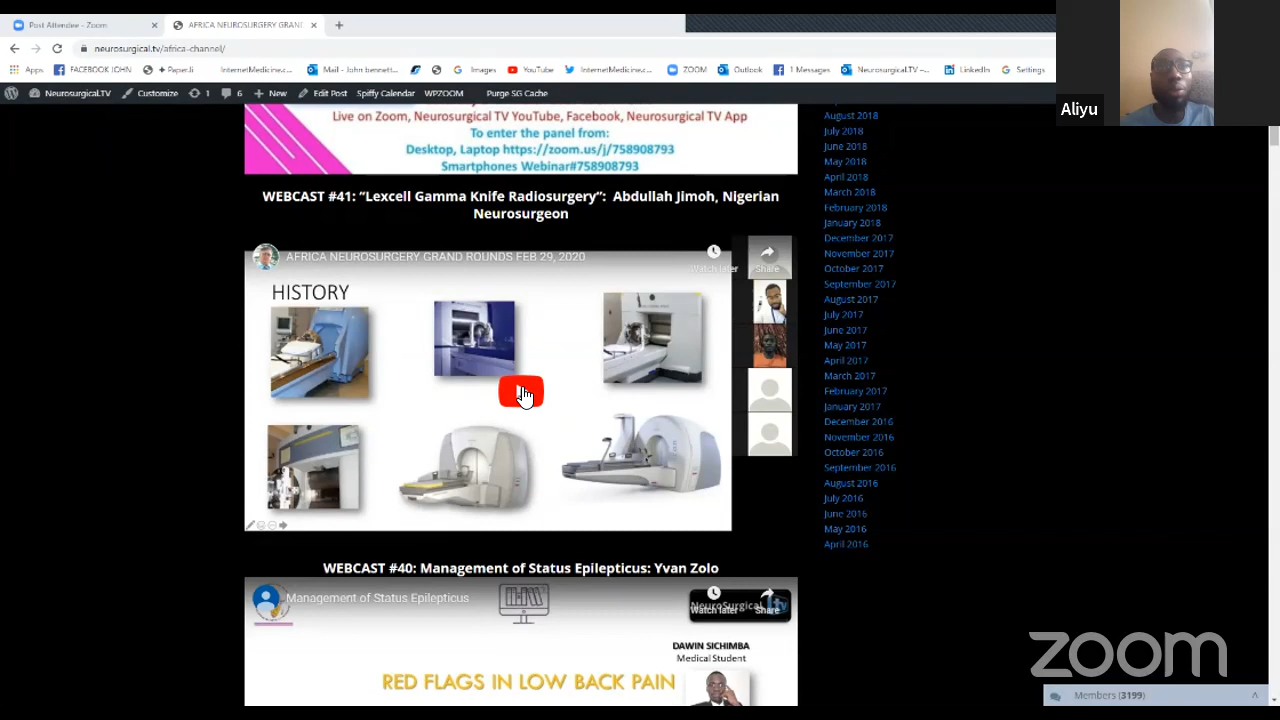 Post Attendee - Zoom
AFRICA NEUROSURGERY GRAND
neurosurgical.tv/africa-channel/
Apps
FACEBOOK JOHN
+ PaperJi
InternetMedicine.c...
Mail - John bennett...
Images
YouTube
InternetMedicine.c...
ZOOM
Outlook
1 Messages
NeurosurgicalTV –...
LinkedIn
Settings
NeurosurgicalTV
Customize
1
6
New
Edit Post
Spiffy Calendar
WPZOOM
Purge SG Cache
Aliyu
Live on Zoom, Neurosurgical TV YouTube, Facebook, Neurosurgical TV App
To enter the panel from:
Desktop, Laptop https://zoom.us/j/758908793
Smartphones Webinar#758908793
WEBCAST #41: “Lexcell Gamma Knife Radiosurgery”: Abdullah Jimoh, Nigerian
Neurosurgeon
AFRICA NEUROSURGERY GRAND ROUNDS FEB 29, 2020
Watch later
Share
HISTORY
WEBCAST #40: Management of Status Epilepticus: Yvan Zolo
Management of Status Epilepticus
NeuroSurgical tv
Watch later
Share
DAWIN SICHIMBA
Medical Student
RED FLAGS IN LOW BACK PAIN
August 2018
July 2018
June 2018
May 2018
April 2018
March 2018
February 2018
January 2018
December 2017
November 2017
October 2017
September 2017
August 2017
July 2017
June 2017
May 2017
April 2017
March 2017
February 2017
January 2017
December 2016
November 2016
October 2016
September 2016
August 2016
July 2016
June 2016
May 2016
April 2016
zoom
Members (3199)